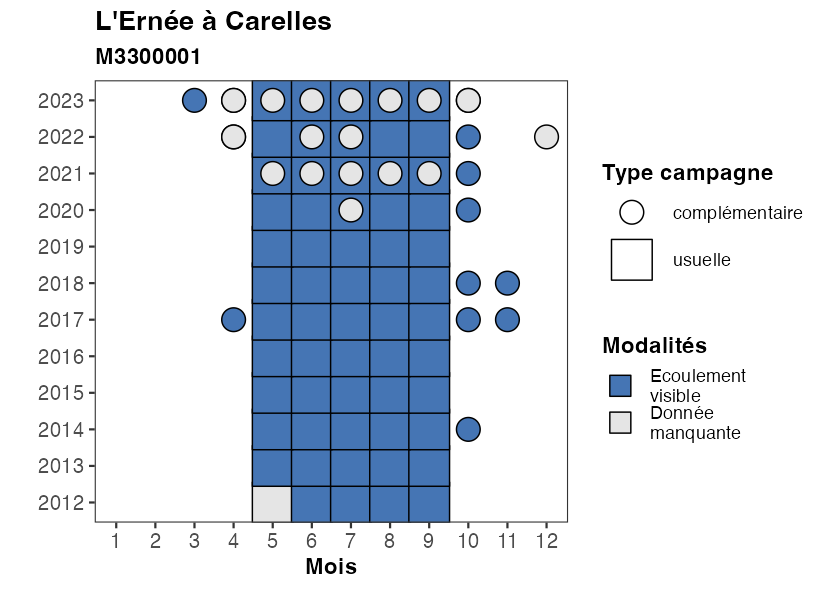 L'Ernée à Carelles
M3300001
2023
2022
2021
2020
2019
2018
2017
2016
2015
2014
2013
2012
1 2 3 4 5 6 7 8 9 10 11 12
Mois
Type campagne
complémentaire
usuelle
Modalités
Ecoulement
visible
Donnée
manquante